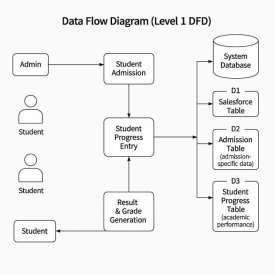 Data Flow Diagram (Level 1 DFD)
Admin
Student
Admission
System
Database
Student
D1
Salesforce
Table
Student
Progress
Entry
D2
Admission
Table
(admission-
specific data)
Student
D3
Student
Progress
Table
(academic
performance)
Result
& Grade
Generation
Student